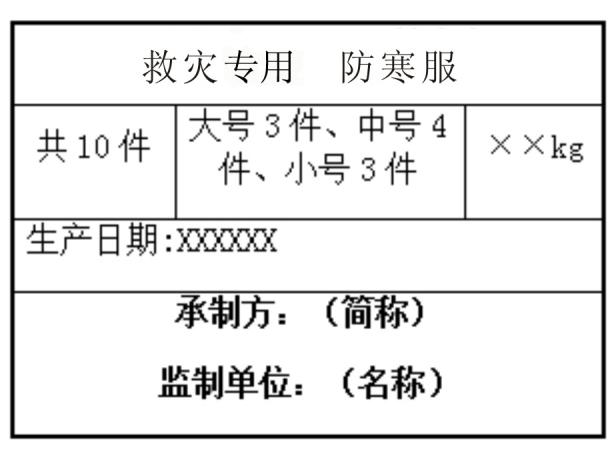 救灾专用 防寒服
共10件
大号3件、中号4
件、小号3件
××kg
生产日期:XXXXXX
承制方：（简称）
监制单位：（名称）